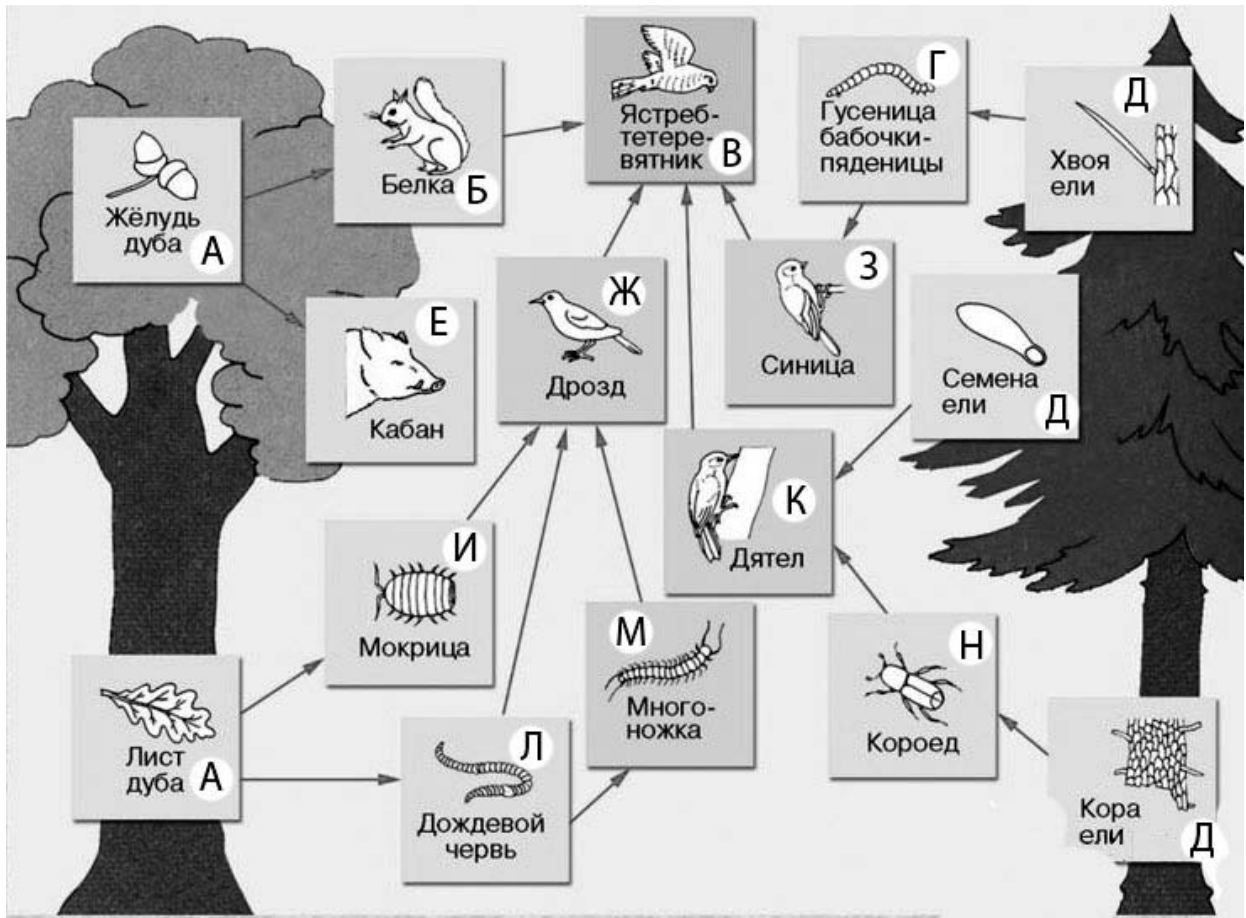 Жёлудь
дуба
А
Белка
Б
Ястреб-
тетере-
вятник
В
Г
Гусеница
бабочки-
пяденицы
Д
Хвоя
ели
Е
Кабан
Ж
Дрозд
З
Синица
Семена
ели
Д
К
Дятел
И
Мокрица
М
Много-
ножка
Н
Короед
Лист
дуба
А
Л
Дождевой
червь
Кора
ели
Д